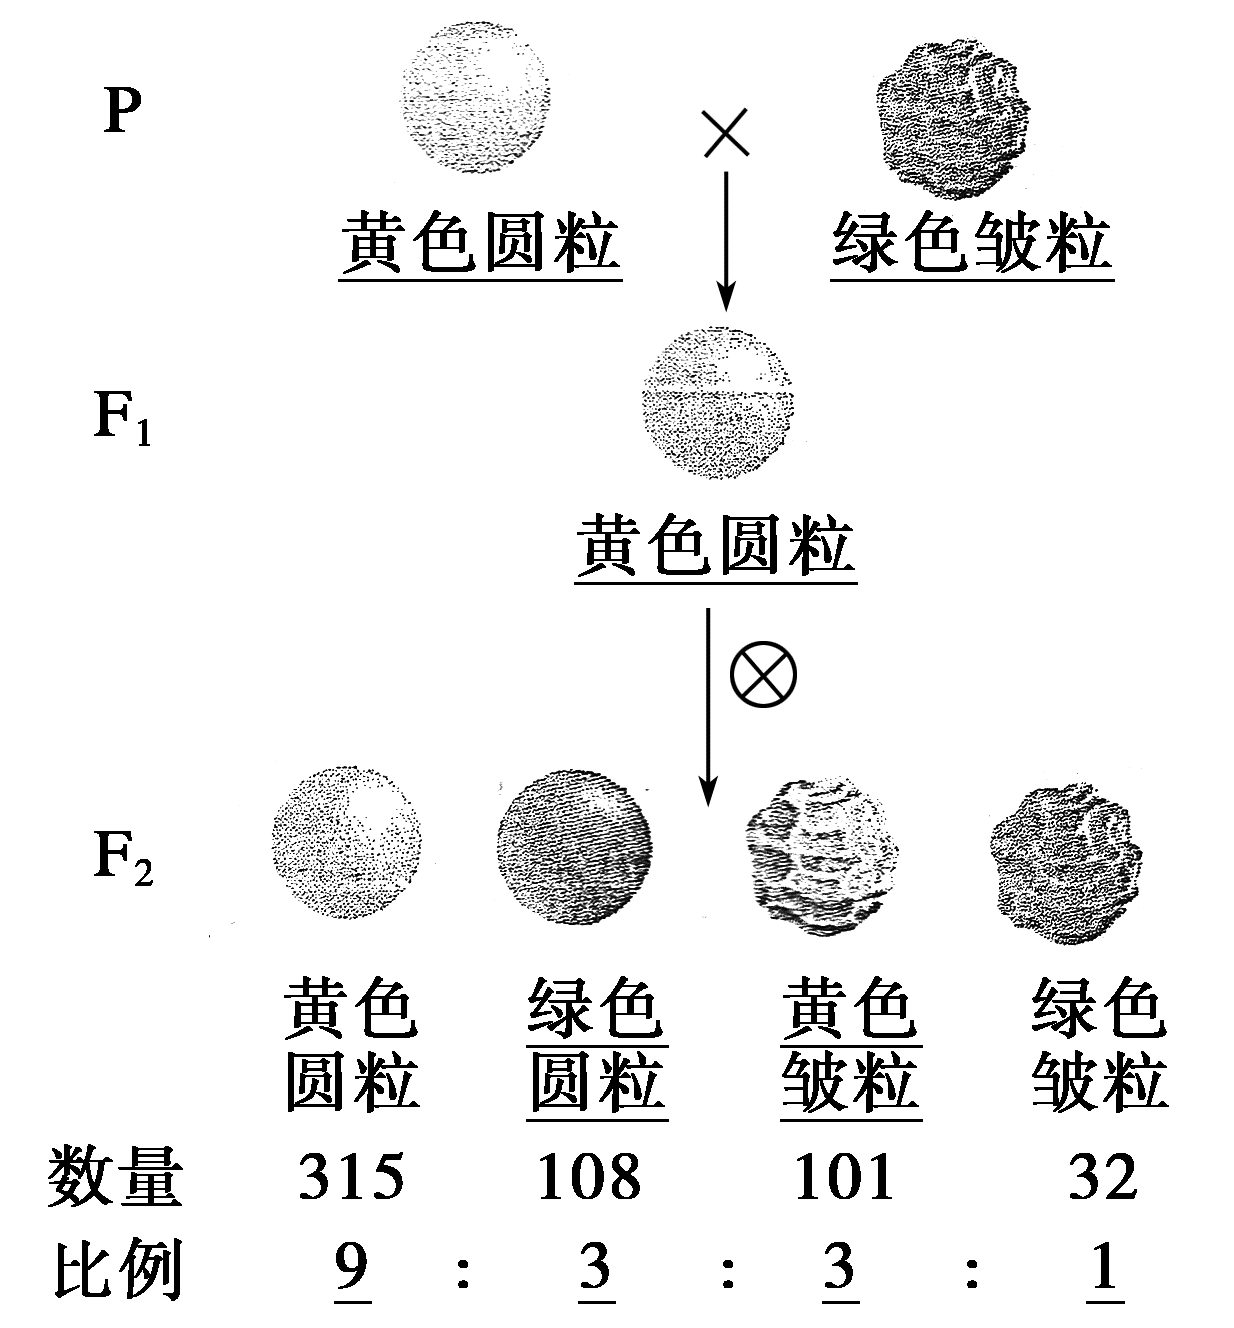 P
×
黄色圆粒 绿色皱粒
F₁
黄色圆粒
F₂
黄色 绿色 黄色 绿色
圆粒 圆粒 皱粒 皱粒
数量 315 108 101 32
比例 9 : 3 : 3 : 1